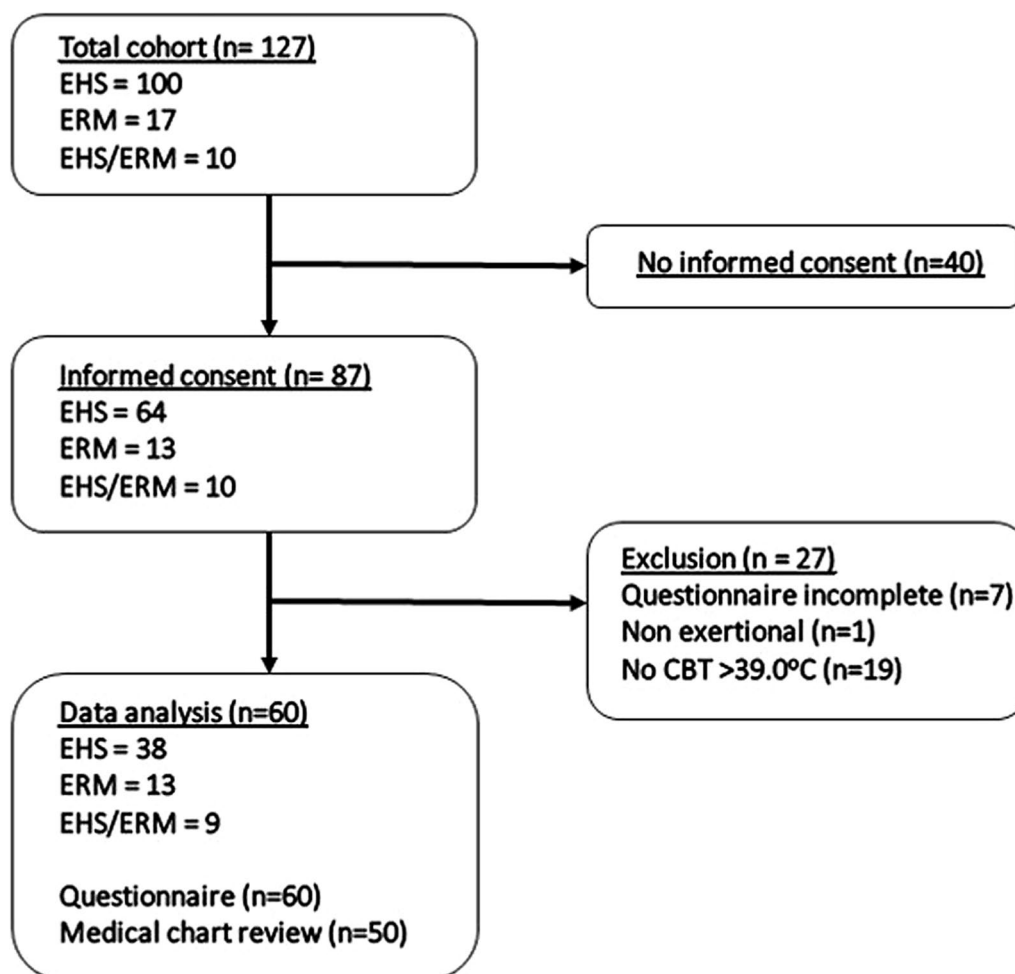 Total cohort (n= 127)
EHS = 100
ERM = 17
EHS/ERM = 10
No informed consent (n=40)
Informed consent (n= 87)
EHS = 64
ERM = 13
EHS/ERM = 10
Exclusion (n = 27)
Questionnaire incomplete (n=7)
Non exertional (n=1)
No CBT >39.0ºC (n=19)
Data analysis (n=60)
EHS = 38
ERM = 13
EHS/ERM = 9
Questionnaire (n=60)
Medical chart review (n=50)